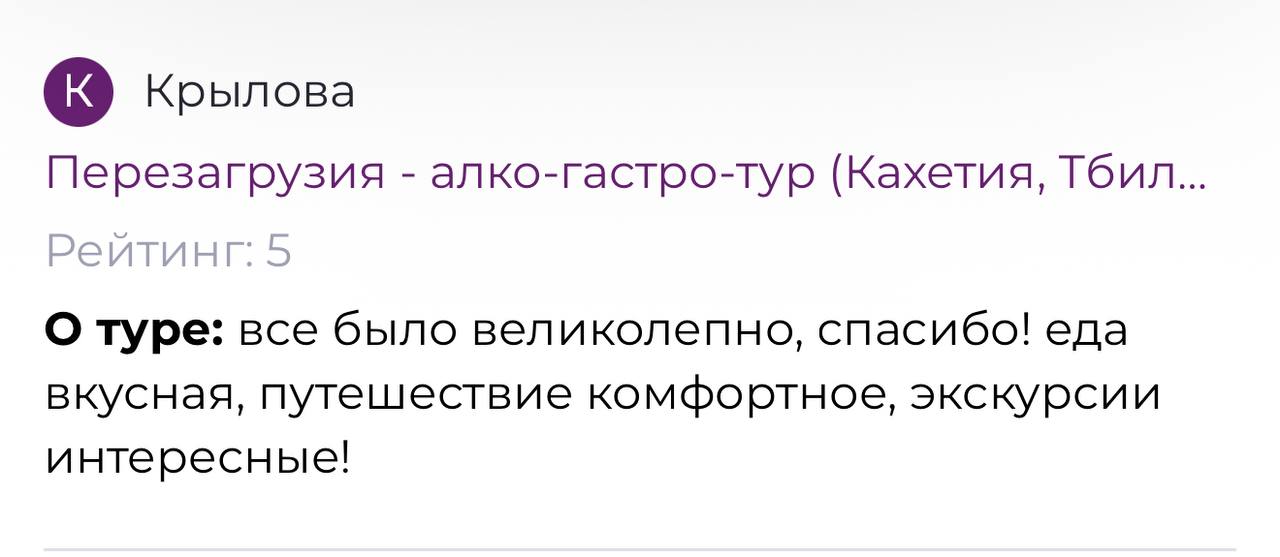 К Крылова
Перезагрузия - алко-гастро-тур (Кахетия, Тбил...
Рейтинг: 5
О туре: все было великолепно, спасибо! еда
вкусная, путешествие комфортное, экскурсии
интересные!